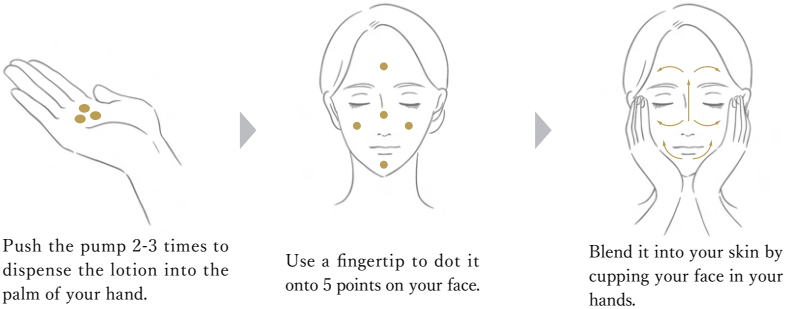 Push the pump 2-3 times to
dispense the lotion into the
palm of your hand.
Use a fingertip to dot it
onto 5 points on your face.
Blend it into your skin by
cupping your face in your
hands.